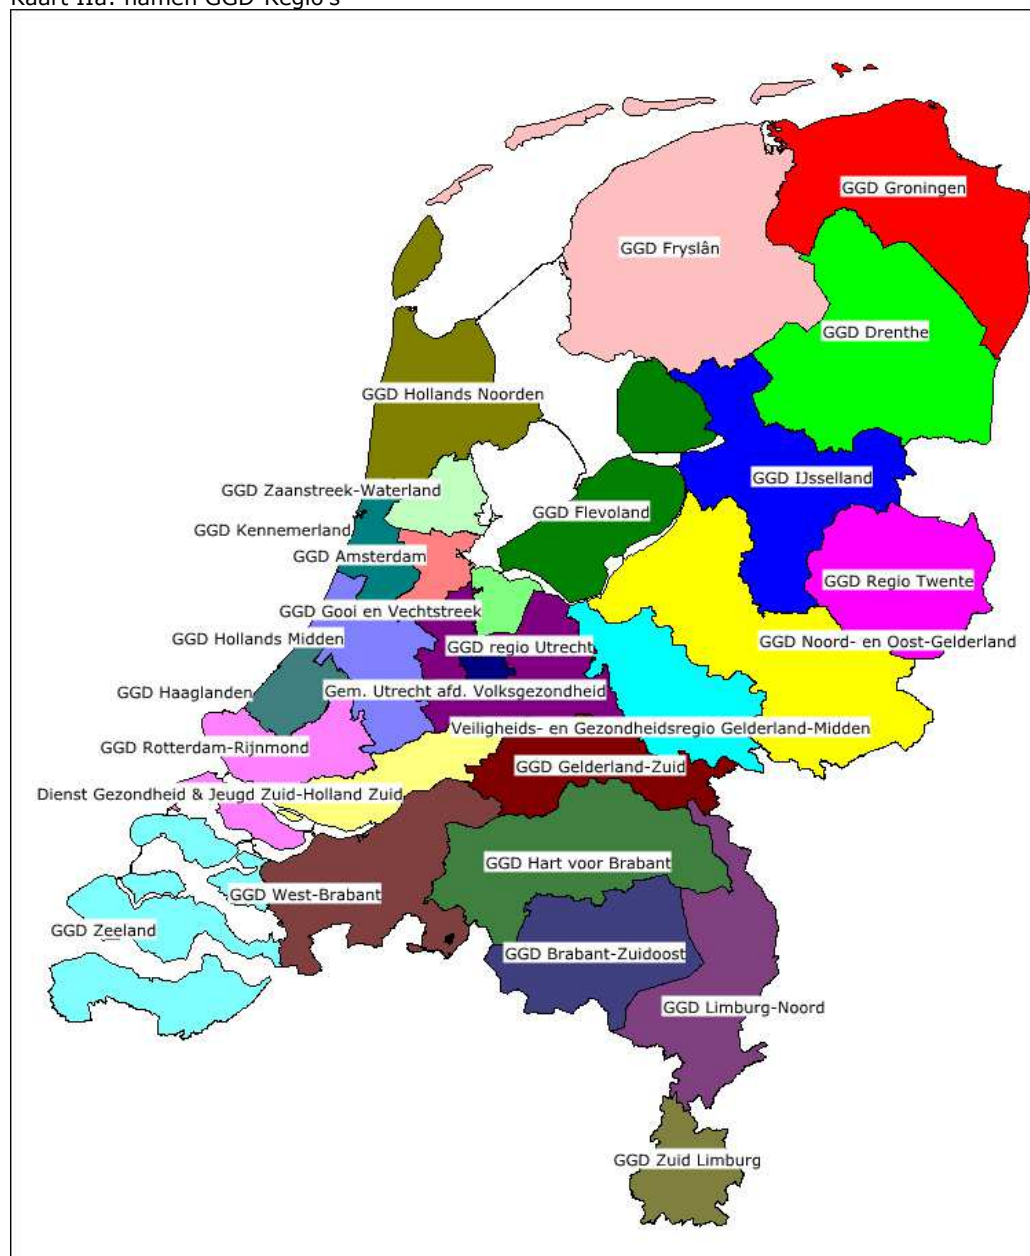 Kaart IIa: namen GGD-Regio's
GGD Groningen
GGD Fryslân
GGD Drenthe
GGD Hollands Noorden
GGD IJsselland
GGD Zaanstreek-Waterland
GGD Flevoland
GGD Kennemerland
GGD Amsterdam
GGD Regio Twente
GGD Gooi en Vechtstreek
GGD Hollands Midden
GGD regio Utrecht
GGD Noord- en Oost-Gelderland
GGD Haaglanden
Gem. Utrecht afd. Volksgezondheid
Veiligheids- en Gezondheidsregio Gelderland-Midden
GGD Rotterdam-Rijnmond
GGD Gelderland-Zuid
Dienst Gezondheid & Jeugd Zuid-Holland Zuid
GGD Hart voor Brabant
GGD West-Brabant
GGD Zeeland
GGD Brabant-Zuidoost
GGD Limburg-Noord
GGD Zuid Limburg